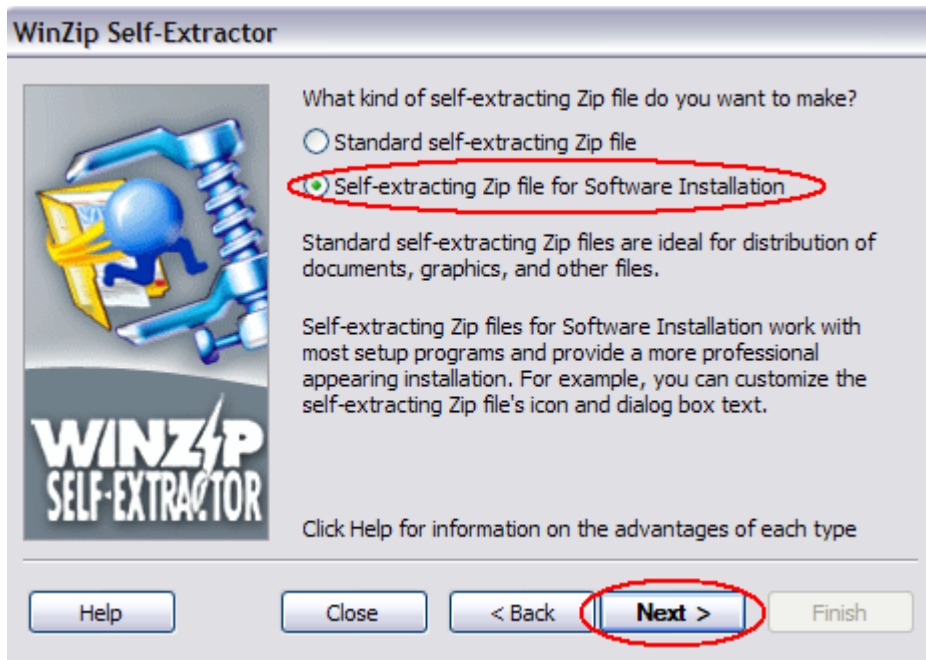 WinZip Self-Extractor
What kind of self-extracting Zip file do you want to make?
Standard self-extracting Zip file
Self-extracting Zip file for Software Installation
Standard self-extracting Zip files are ideal for distribution of
documents, graphics, and other files.
Self-extracting Zip files for Software Installation work with
most setup programs and provide a more professional
appearing installation. For example, you can customize the
self-extracting Zip file's icon and dialog box text.
WINZIP
SELF-EXTRACTOR
Click Help for information on the advantages of each type
Help Close < Back Next > Finish